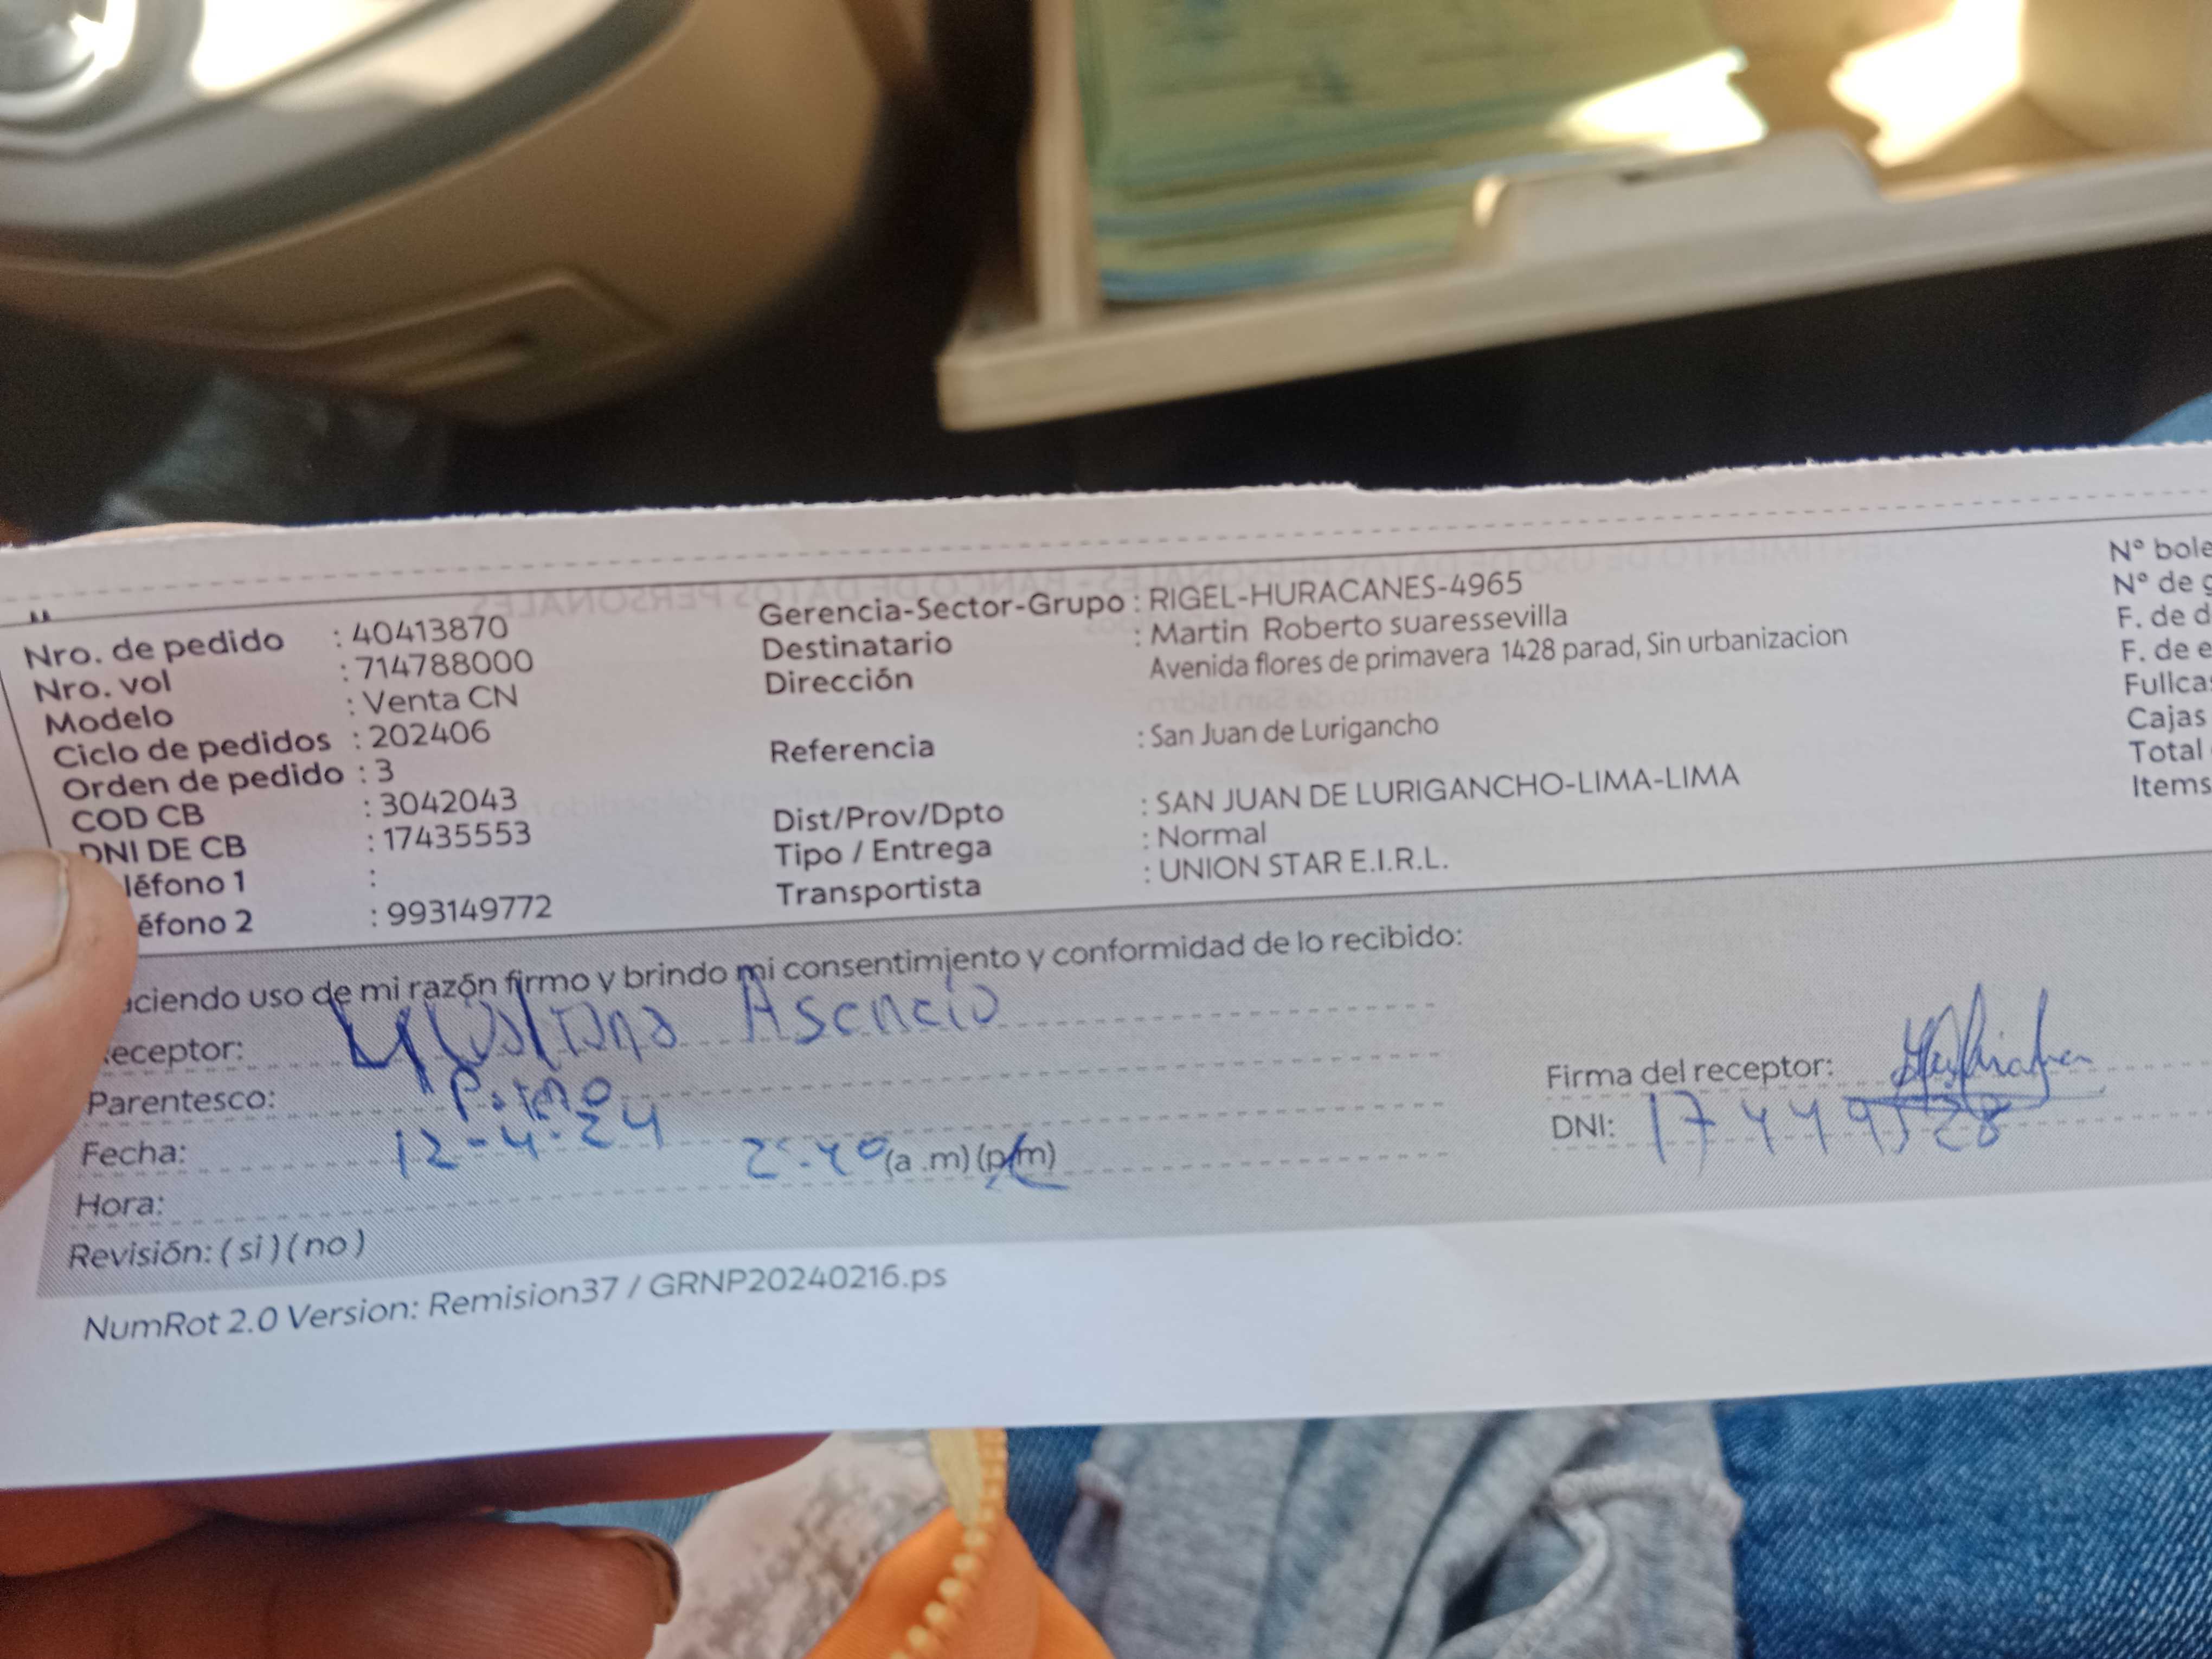 Nro. de pedido : 40413870
Nro. vol : 714788000
Modelo : Venta CN
Ciclo de pedidos : 202406
Orden de pedido : 3
COD CB : 3042043
DNI DE CB : 17435553
léfono 1 :
éfono 2 : 993149772
Gerencia-Sector-Grupo : RIGEL-HURACANES-4965
Destinatario : Martin Roberto suaressevilla
Dirección Avenida flores de primavera 1428 parad, Sin urbanizacion
Referencia : San Juan de Lurigancho
Dist/Prov/Dpto : SAN JUAN DE LURIGANCHO-LIMA-LIMA
Tipo / Entrega : Normal
Transportista : UNION STAR E.I.R.L.
N° bole
N° de g
F. de d
F. de e
Fullca
Cajas
Total
Items
aciendo uso de mi razón firmo y brindo mi consentimiento y conformidad de lo recibido:
eceptor: Asencio
Parentesco:
Fecha: 12-4-24
Hora: 2:40 (a .m) (p.m)
Revisión: ( si ) ( no )
Firma del receptor:
DNI: 17449528
NumRot 2.0 Version: Remision37 / GRNP20240216.ps